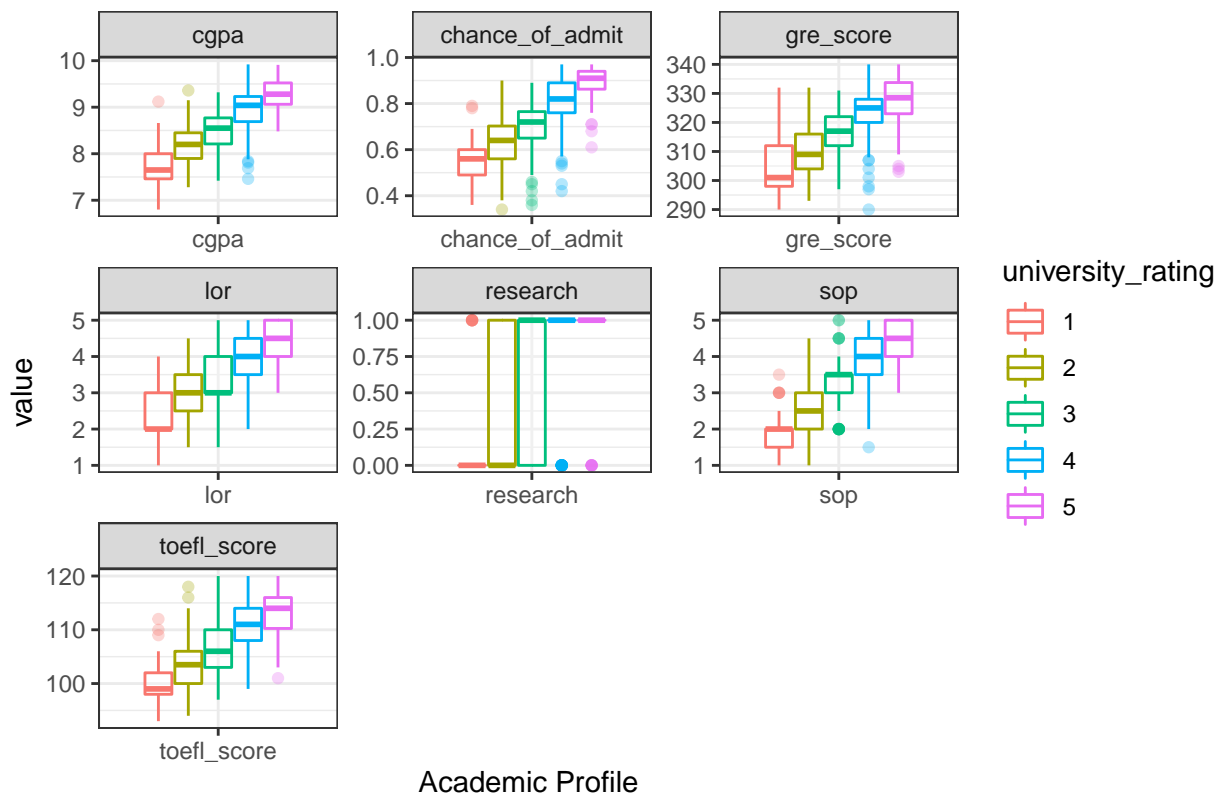 cgpa
chance_of_admit
gre_score
10
9
8
7
1.0
0.8
0.6
0.4
340
330
320
310
300
290
cgpa
chance_of_admit
gre_score
lor
research
sop
5
4
3
2
1
1.00
0.75
0.50
0.25
0.00
5
4
3
2
1
lor
research
sop
toefl_score
120
110
100
toefl_score
value
Academic Profile
university_rating
1
2
3
4
5